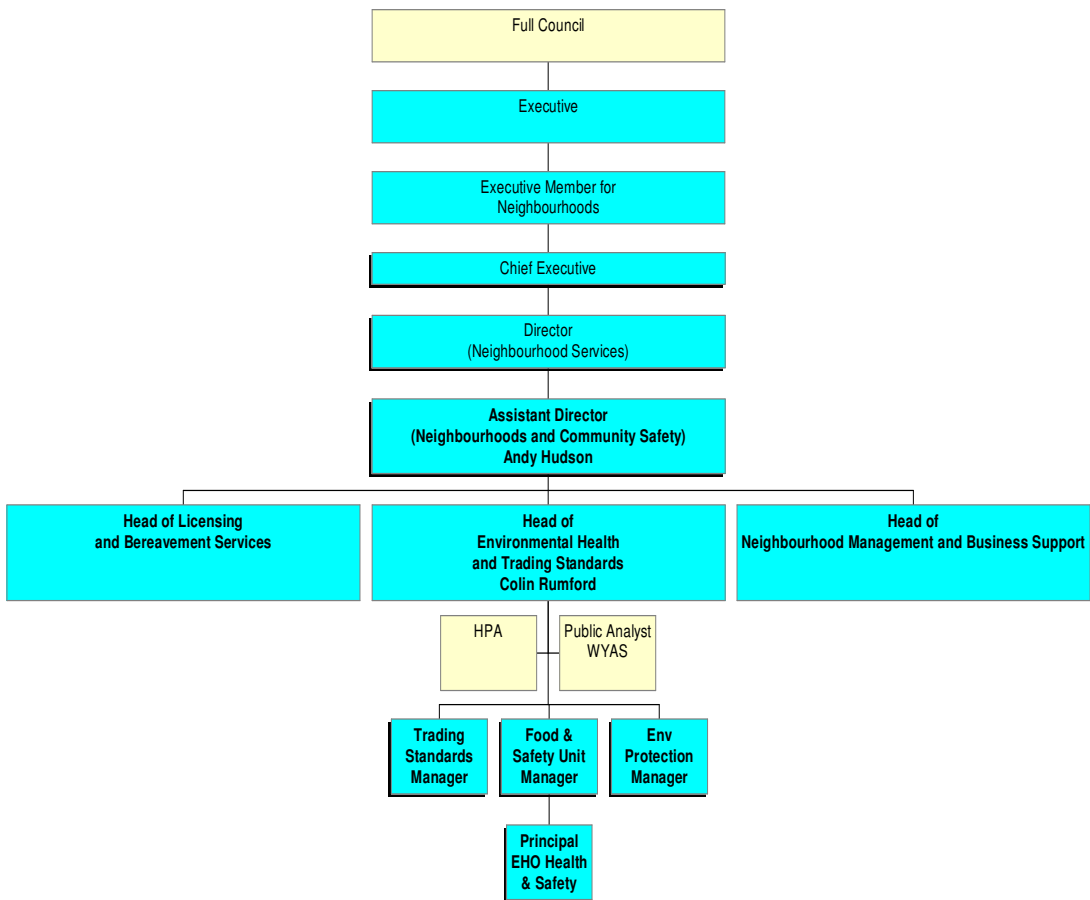 Full Council
Executive
Executive Member for
Neighbourhoods
Chief Executive
Director
(Neighbourhood Services)
Assistant Director
(Neighbourhoods and Community Safety)
Andy Hudson
Head of Licensing
and Bereavement Services
Head of
Environmental Health
and Trading Standards
Colin Rumford
Head of
Neighbourhood Management and Business Support
HPA
Public Analyst
WYAS
Trading
Standards
Manager
Food &
Safety Unit
Manager
Env
Protection
Manager
Principal
EHO Health
& Safety